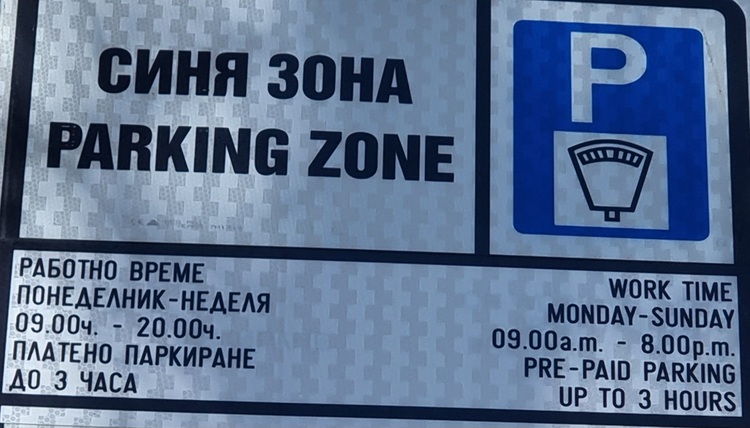 СИНЯ ЗОНА
PARKING ZONE
P
РАБОТНО ВРЕМЕ
ПОНЕДЕЛНИК-НЕДЕЛЯ
09.00ч. - 20.00ч.
ПЛАТЕНО ПАРКИРАНЕ
ДО 3 ЧАСА
WORK TIME
MONDAY-SUNDAY
09.00a.m. - 8.00p.m.
PRE-PAID PARKING
UP TO 3 HOURS